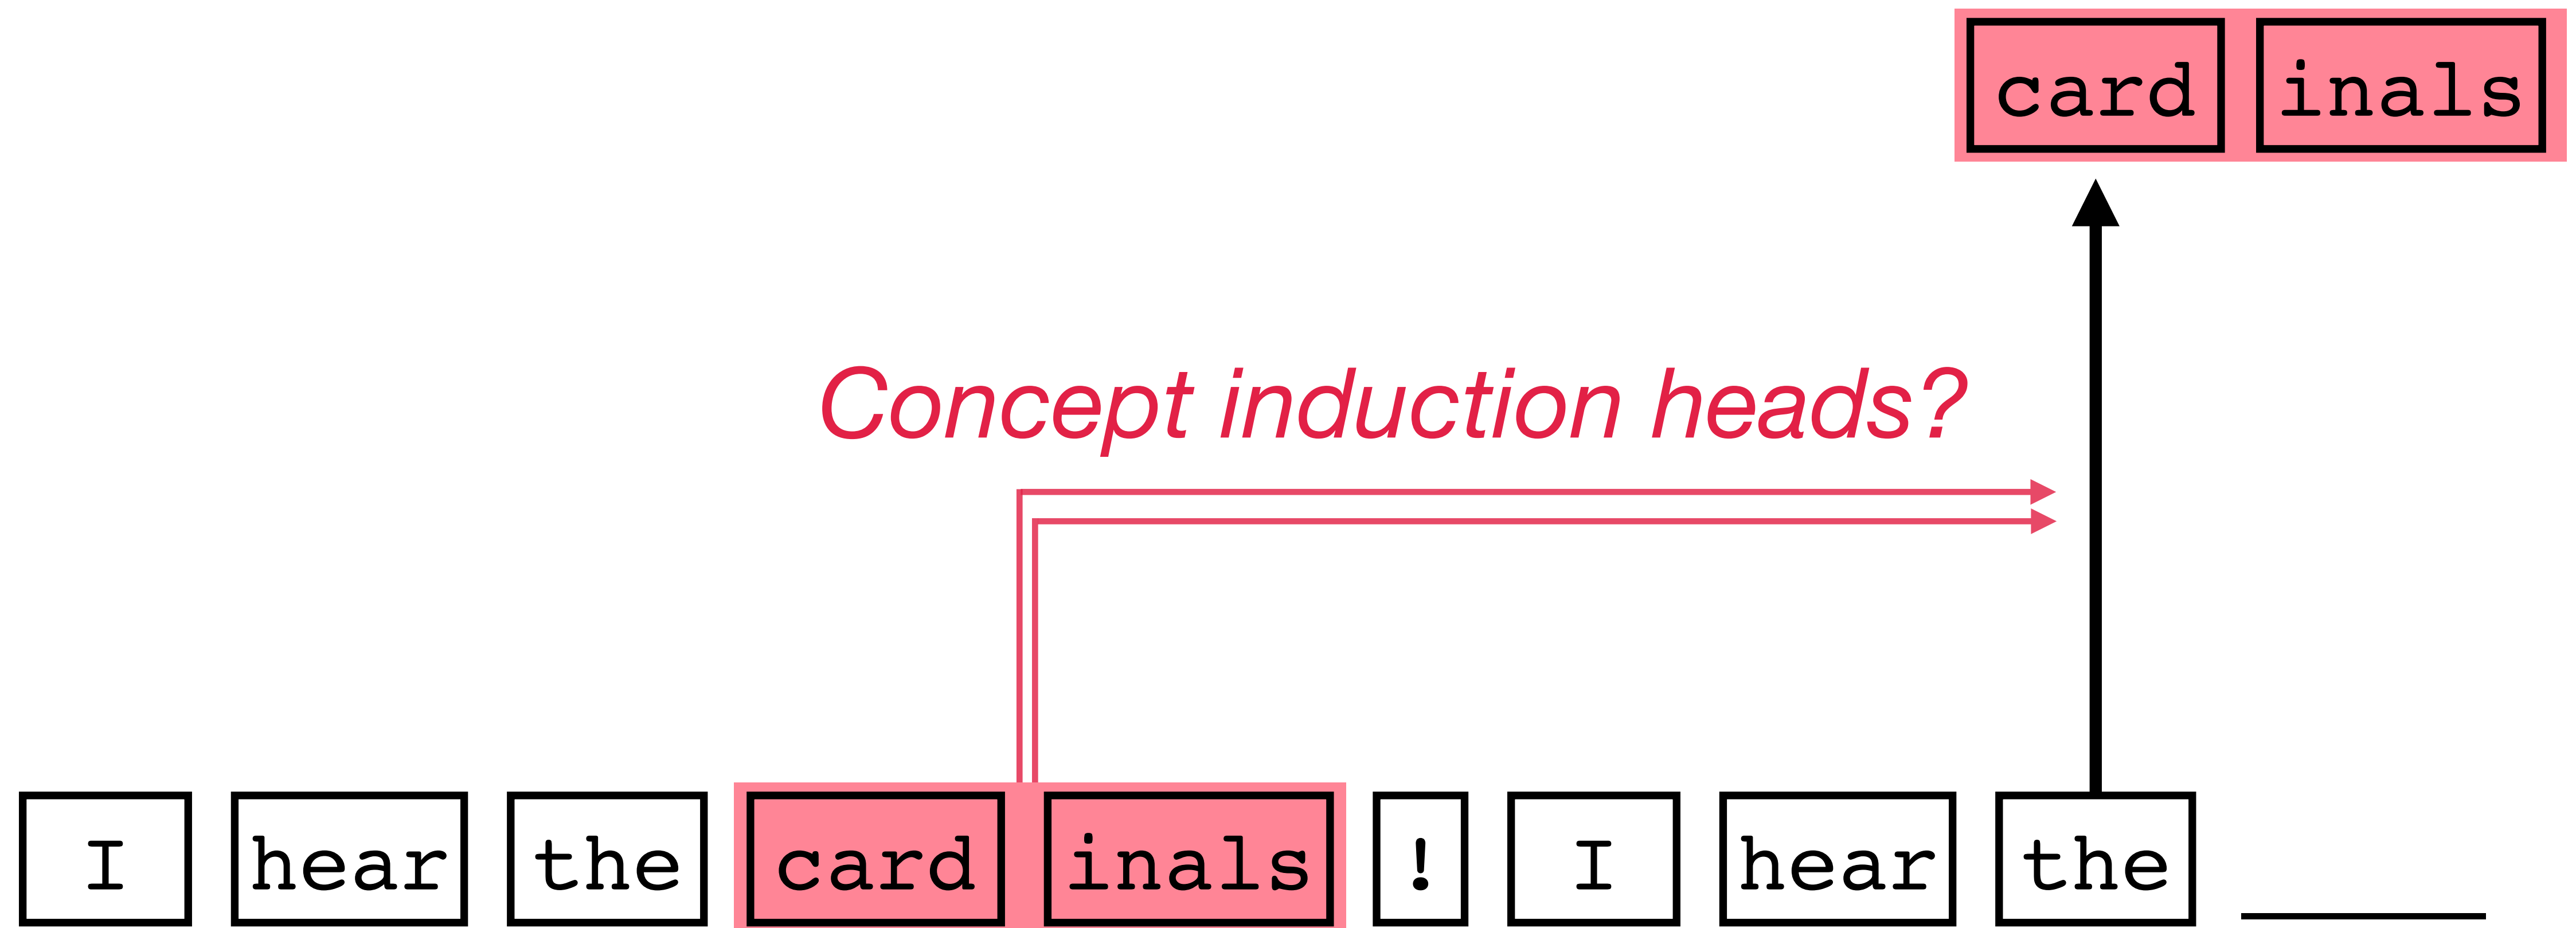 card inals
Concept induction heads?
I hear the card inals ! I hear the